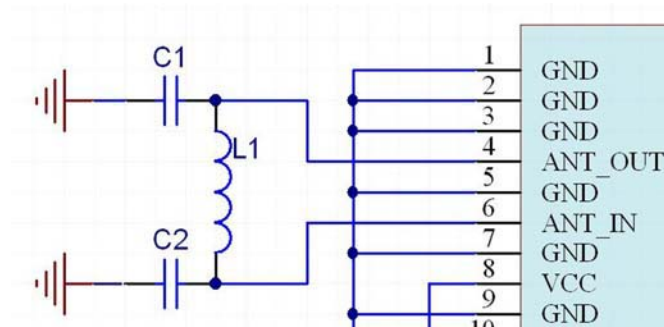 C1
L1
C2
1 GND
2 GND
3 GND
4 ANT_OUT
5 GND
6 ANT_IN
7 GND
8 VCC
9 GND
10